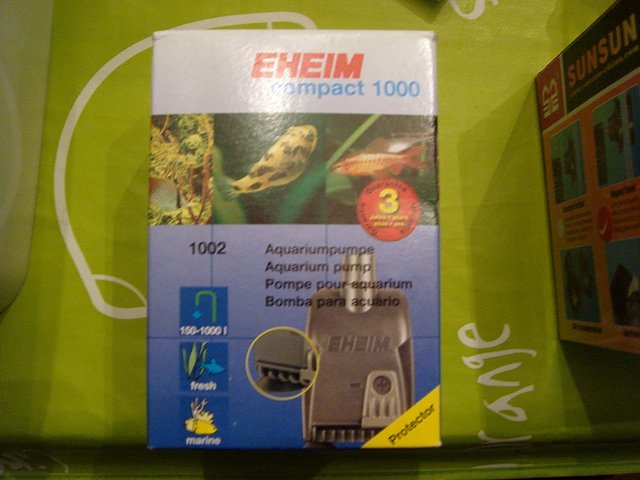 EHEIM
compact 1000
SUNSUN
3
1002
Aquariumpumpe
Aquarium pump
Pompe pour aquarium
Bomba para acuario
150-1000 l
fresh
marine
EHEIM
Protector
range